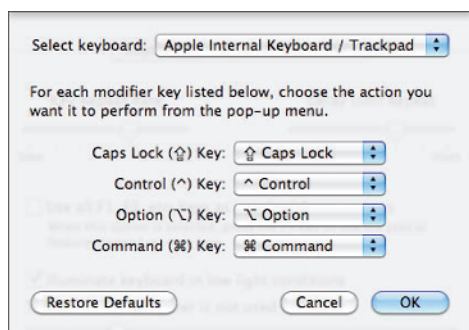 Select keyboard: Apple Internal Keyboard / Trackpad
For each modifier key listed below, choose the action you
want it to perform from the pop-up menu.
Caps Lock (⇪) Key: ⇪ Caps Lock
Control (^) Key: ^ Control
Option (⌥) Key: ⌥ Option
Command (⌘) Key: ⌘ Command
Restore Defaults Cancel OK